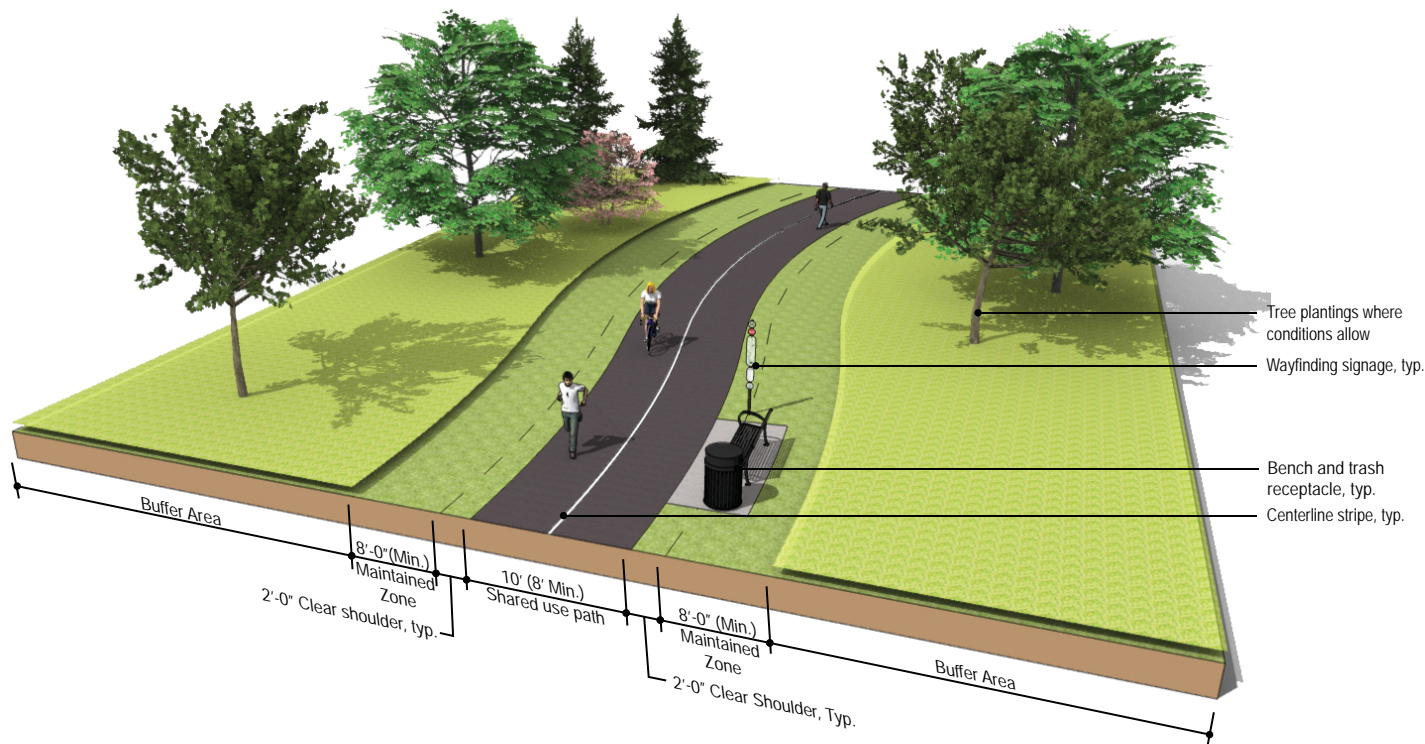 Tree plantings where
conditions allow
Wayfinding signage, typ.
Bench and trash
receptacle, typ.
Centerline stripe, typ.
Buffer Area
8'-0"(Min.)
Maintained
Zone
2'-0" Clear shoulder, typ.
10' (8' Min.)
Shared use path
8'-0" (Min.)
Maintained
Zone
2'-0" Clear Shoulder, Typ.
Buffer Area